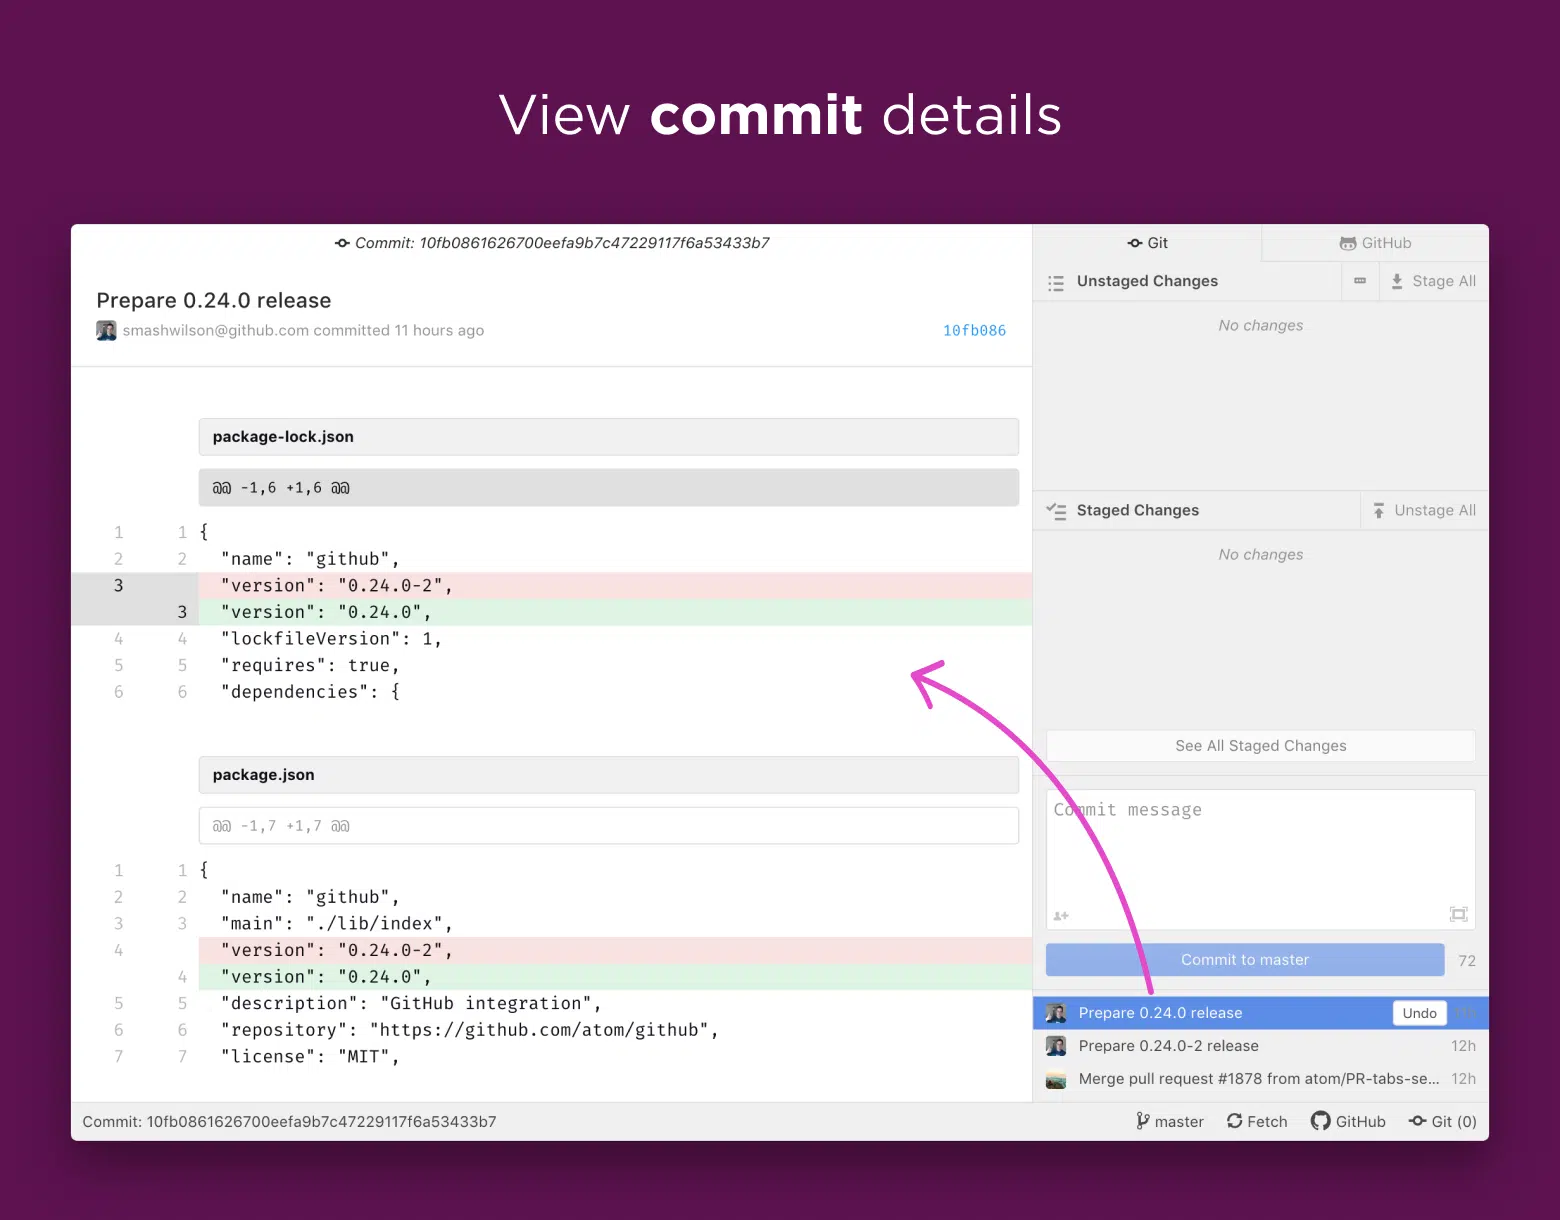 View commit details
Commit: 10fb0861626700eefa9b7c47229117f6a53433b7
Prepare 0.24.0 release
smashwilson@github.com committed 11 hours ago
10fb086
package-lock.json
@@ -1,6 +1,6 @@
1 1 {
2 2 "name": "github",
3 "version": "0.24.0-2",
3 "version": "0.24.0",
4 4 "lockfileVersion": 1,
5 5 "requires": true,
6 6 "dependencies": {
package.json
@@ -1,7 +1,7 @@
1 1 {
2 2 "name": "github",
3 3 "main": "./lib/index",
4 "version": "0.24.0-2",
4 "version": "0.24.0",
5 5 "description": "GitHub integration",
6 6 "repository": "https://github.com/atom/github",
7 7 "license": "MIT",
Git
GitHub
Unstaged Changes
Stage All
No changes
Staged Changes
Unstage All
No changes
See All Staged Changes
Commit message
Commit to master
72
Prepare 0.24.0 release
Undo
Prepare 0.24.0-2 release
12h
Merge pull request #1878 from atom/PR-tabs-se...
12h
Commit: 10fb0861626700eefa9b7c47229117f6a53433b7
master
Fetch
GitHub
Git (0)